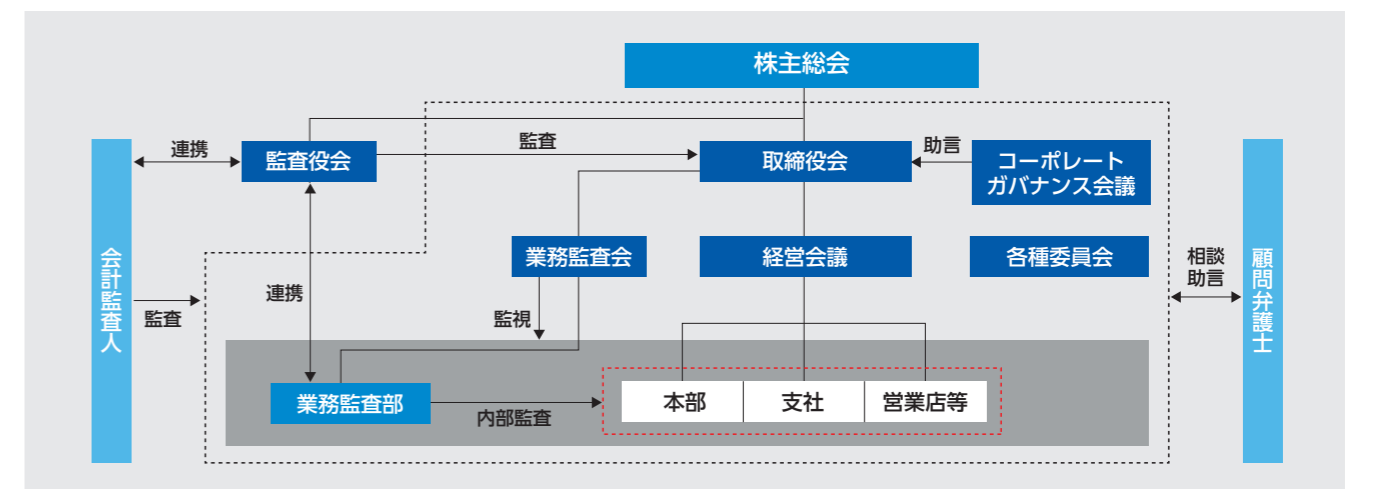 株主総会
連携
監査役会
監査
取締役会
助言
コーポレート
ガバナンス会議
会計監査人
監査
連携
業務監査会
監視
経営会議
各種委員会
相談
助言
顧問弁護士
業務監査部
内部監査
本部
支社
営業店等